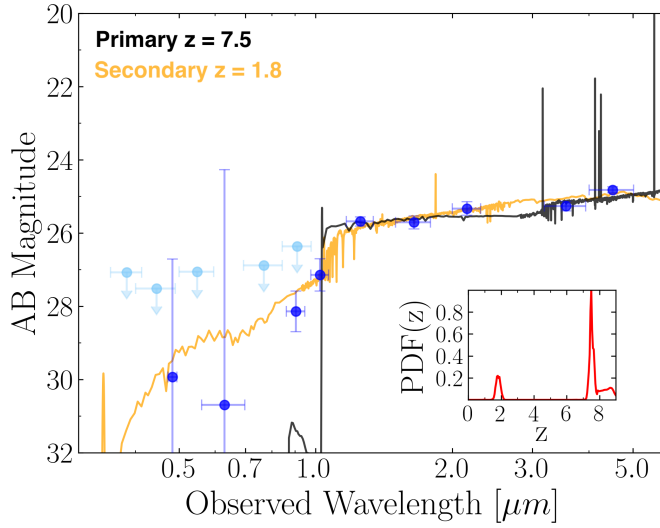 20
22
24
26
28
30
32
AB Magnitude
Primary z = 7.5
Secondary z = 1.8
PDF(z)
0.8
0.6
0.4
0.2
0 2 4 6 8
z
0.5 0.7 1.0 2.0 3.0 5.0
Observed Wavelength [μm]